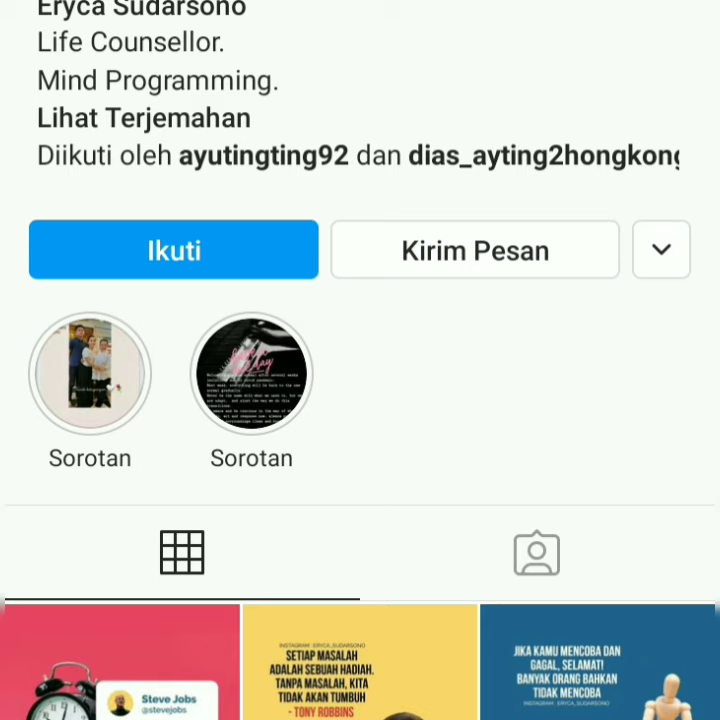 Eryca Sudarsono
Life Counsellor.
Mind Programming.
Lihat Terjemahan
Diikuti oleh ayutingting92 dan dias_ayting2hongkong
Ikuti
Kirim Pesan
Sorotan
Sorotan
Steve Jobs
@stevejobs
INSTAGRAM : ERYCA_SUDARSONO
SETIAP MASALAH
ADALAH SEBUAH HADIAH.
TANPA MASALAH, KITA
TIDAK AKAN TUMBUH
- TONY ROBBINS
JIKA KAMU MENCOBA DAN
GAGAL, SELAMAT!
BANYAK ORANG BAHKAN
TIDAK MENCOBA
INSTAGRAM : ERYCA_SUDARSONO